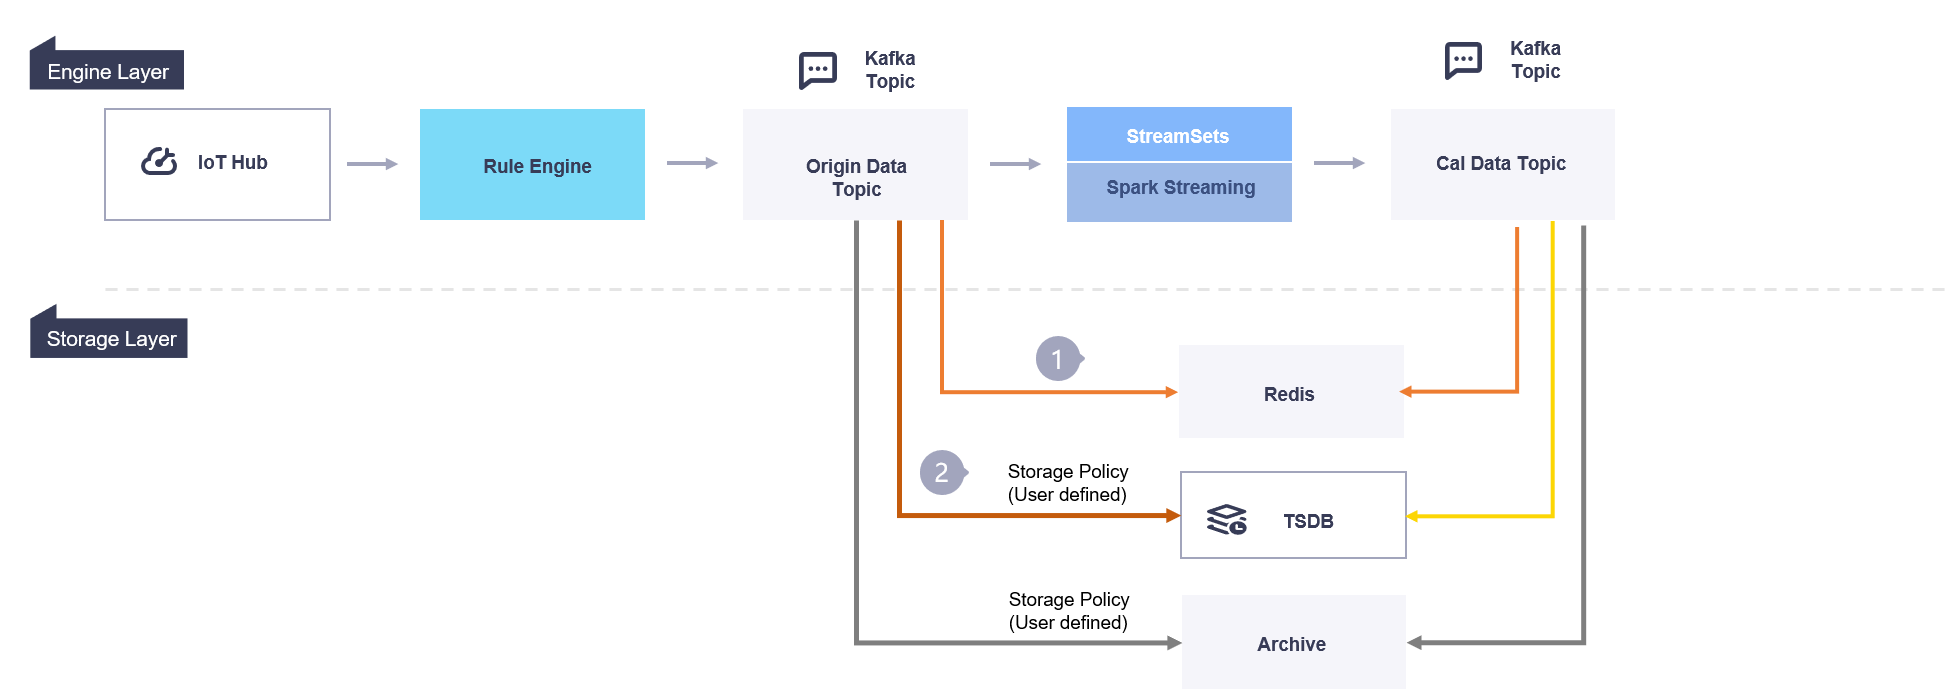 Engine Layer
Kafka
Topic
Kafka
Topic
IoT Hub
Rule Engine
Origin Data
Topic
StreamSets
Spark Streaming
Cal Data Topic
Storage Layer
1
Redis
2
Storage Policy
(User defined)
TSDB
Storage Policy
(User defined)
Archive